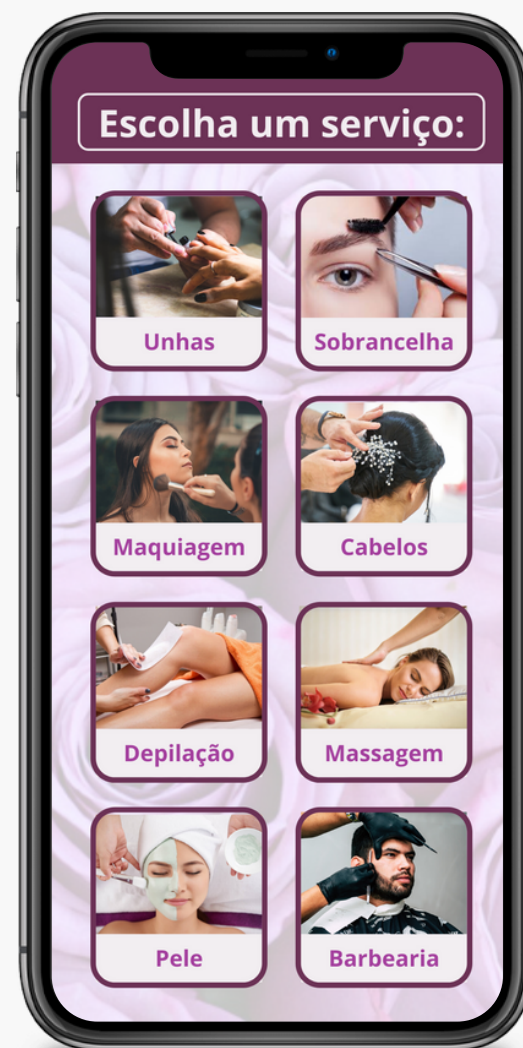 Escolha um serviço:
Unhas
Sobrancelha
Maquiagem
Cabelos
Depilação
Massagem
Pele
Barbearia